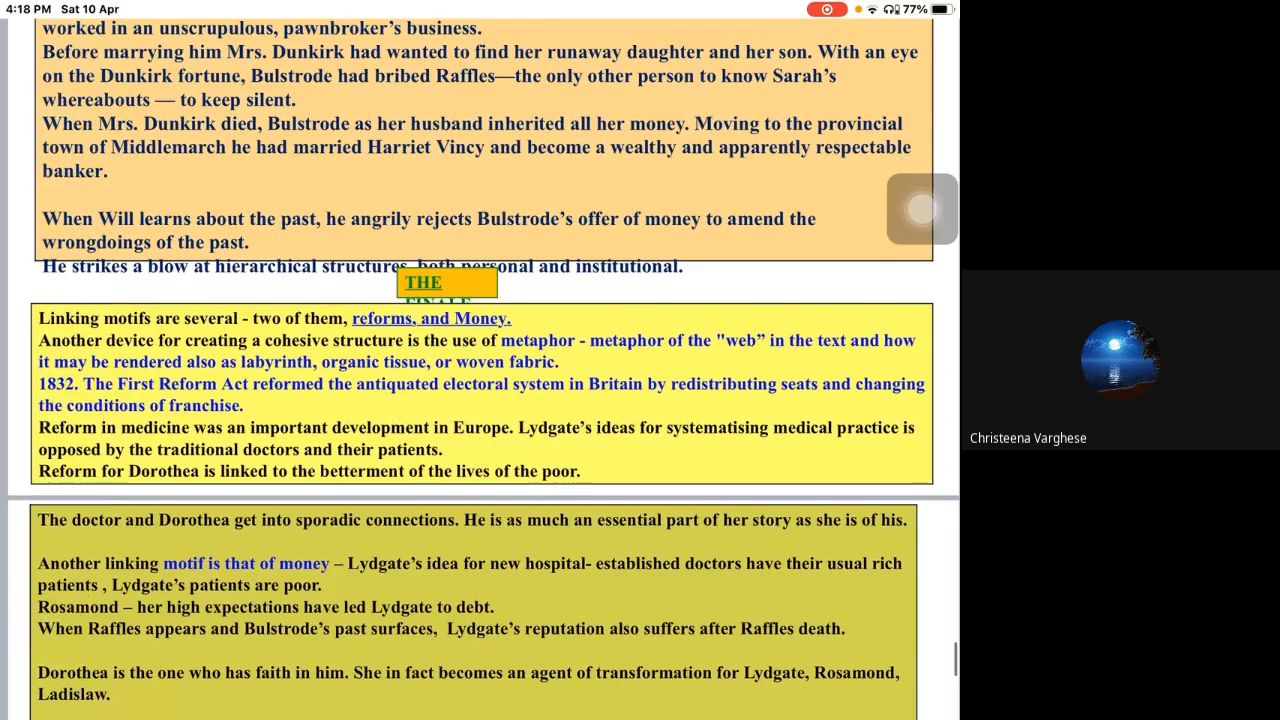 4:18 PM Sat 10 Apr
77%
worked in an unscrupulous, pawnbroker's business.
Before marrying him Mrs. Dunkirk had wanted to find her runaway daughter and her son. With an eye
on the Dunkirk fortune, Bulstrode had bribed Raffles—the only other person to know Sarah's
whereabouts — to keep silent.
When Mrs. Dunkirk died, Bulstrode as her husband inherited all her money. Moving to the provincial
town of Middlemarch he had married Harriet Vincy and become a wealthy and apparently respectable
banker.
When Will learns about the past, he angrily rejects Bulstrode's offer of money to amend the
wrongdoings of the past.
He strikes a blow at hierarchical structures, both personal and institutional.
THE
FINALE
Linking motifs are several - two of them, reforms, and Money.
Another device for creating a cohesive structure is the use of metaphor - metaphor of the "web” in the text and how
it may be rendered also as labyrinth, organic tissue, or woven fabric.
1832. The First Reform Act reformed the antiquated electoral system in Britain by redistributing seats and changing
the conditions of franchise.
Reform in medicine was an important development in Europe. Lydgate's ideas for systematising medical practice is
opposed by the traditional doctors and their patients.
Reform for Dorothea is linked to the betterment of the lives of the poor.
The doctor and Dorothea get into sporadic connections. He is as much an essential part of her story as she is of his.
Another linking motif is that of money – Lydgate's idea for new hospital- established doctors have their usual rich
patients , Lydgate's patients are poor.
Rosamond – her high expectations have led Lydgate to debt.
When Raffles appears and Bulstrode's past surfaces, Lydgate's reputation also suffers after Raffles death.
Dorothea is the one who has faith in him. She in fact becomes an agent of transformation for Lydgate, Rosamond,
Ladislaw.
Christeena Varghese